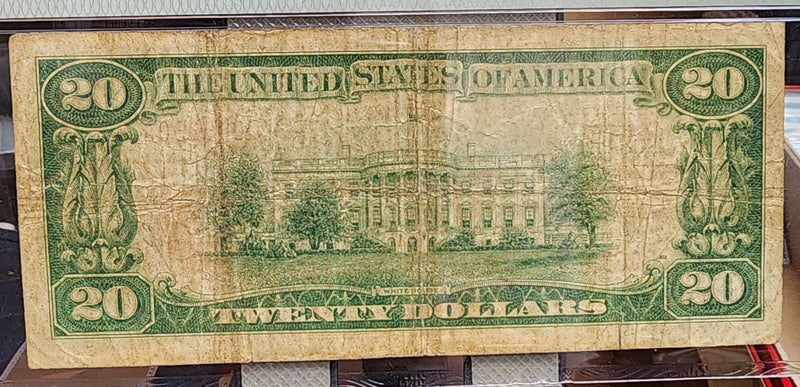 20 THE UNITED STATES OF AMERICA 20
WHITE HOUSE
20 TWENTY DOLLARS 20